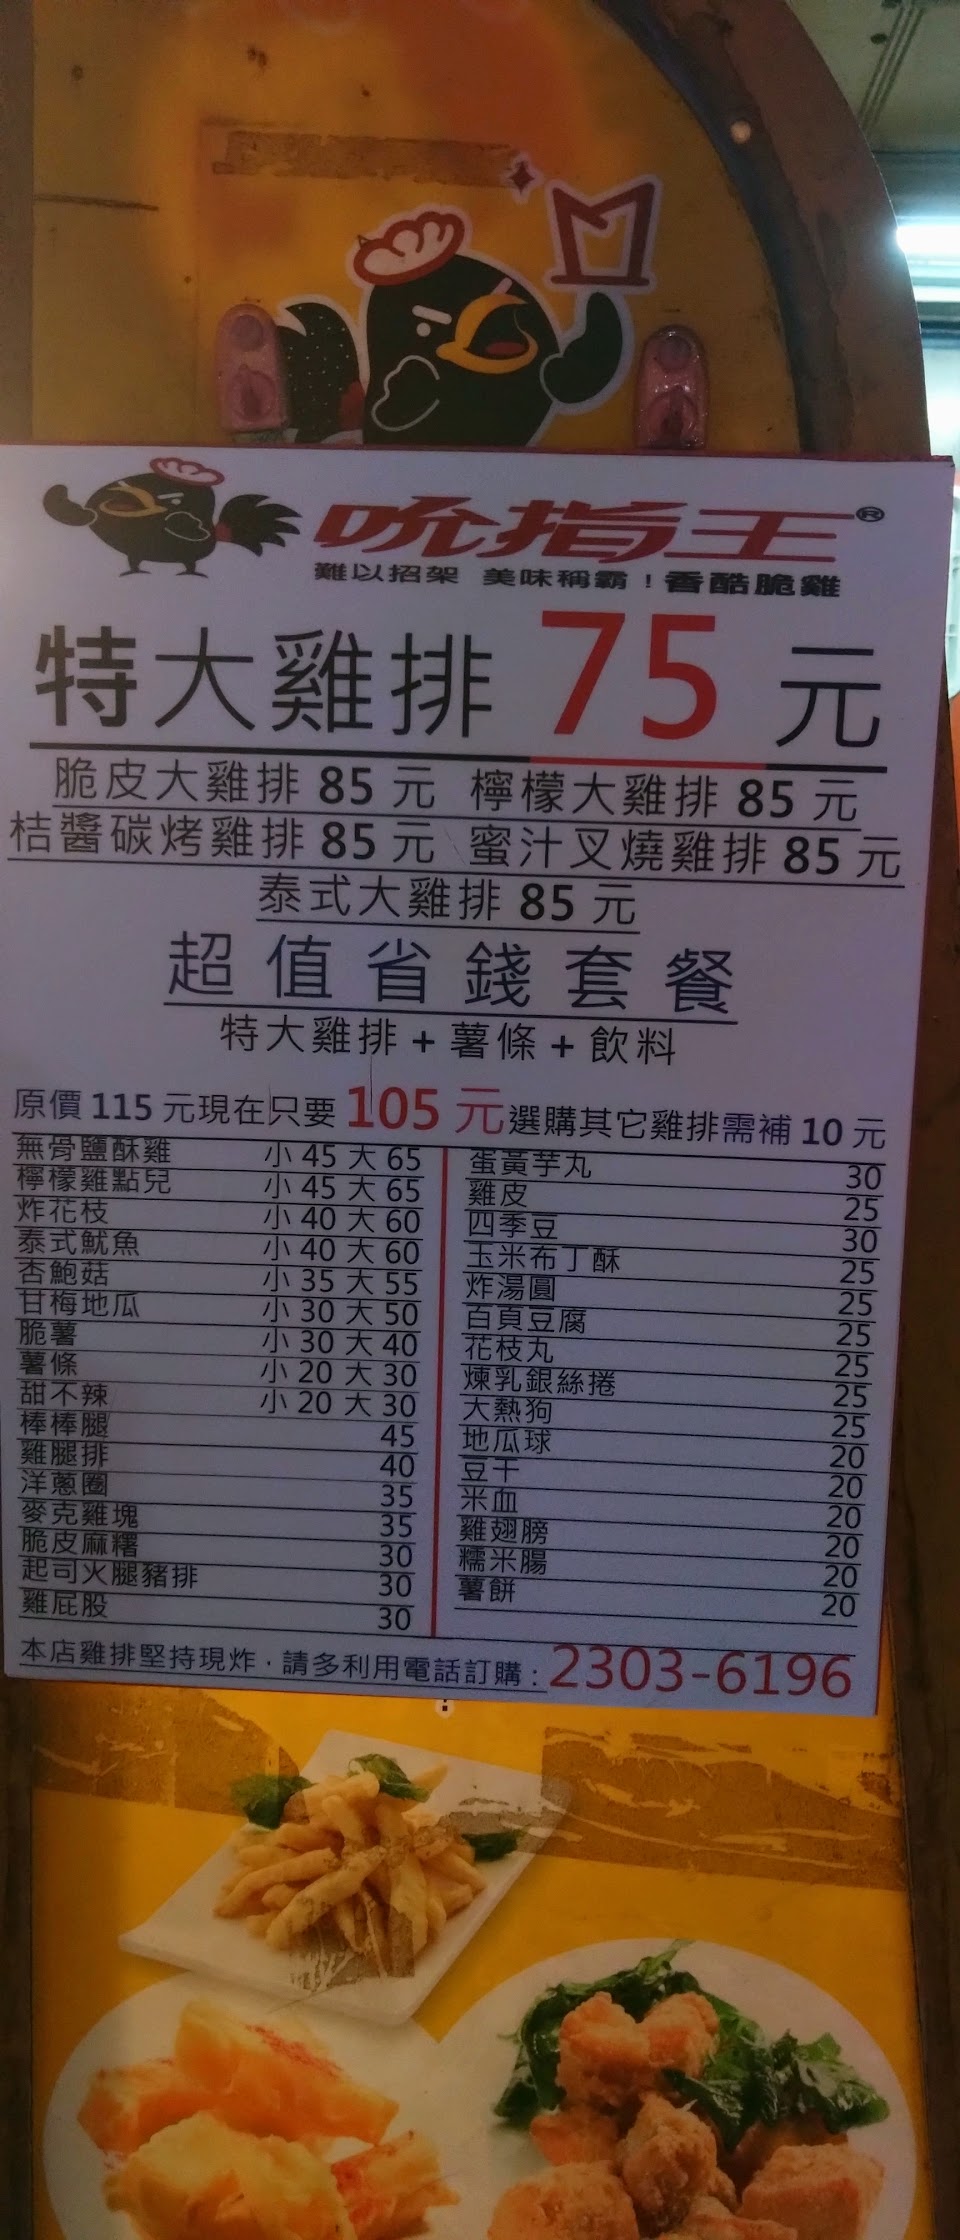 吮指王®
難以招架 美味稱霸！香酷脆雞
特大雞排 75 元
脆皮大雞排 85 元 檸檬大雞排 85 元
桔醬碳烤雞排 85 元 蜜汁叉燒雞排 85 元
泰式大雞排 85 元
超值省錢套餐
特大雞排+薯條+飲料
原價 115 元現在只要 105 元選購其它雞排需補 10 元
無骨鹽酥雞 小 45 大 65
檸檬雞點兒 小 45 大 65
炸花枝 小 40 大 60
泰式魷魚 小 40 大 60
杏鮑菇 小 35 大 55
甘梅地瓜 小 30 大 50
脆薯 小 30 大 40
薯條 小 20 大 30
甜不辣 小 20 大 30
棒棒腿 45
雞腿排 40
洋蔥圈 35
麥克雞塊 35
脆皮麻糬 30
起司火腿豬排 30
雞屁股 30
蛋黃芋丸 30
雞皮 25
四季豆 30
玉米布丁酥 25
炸湯圓 25
百頁豆腐 25
花枝丸 25
煉乳銀絲捲 25
大熱狗 25
地瓜球 20
豆干 20
米血 20
雞翅膀 20
糯米腸 20
薯餅 20
本店雞排堅持現炸，請多利用電話訂購：2303-6196